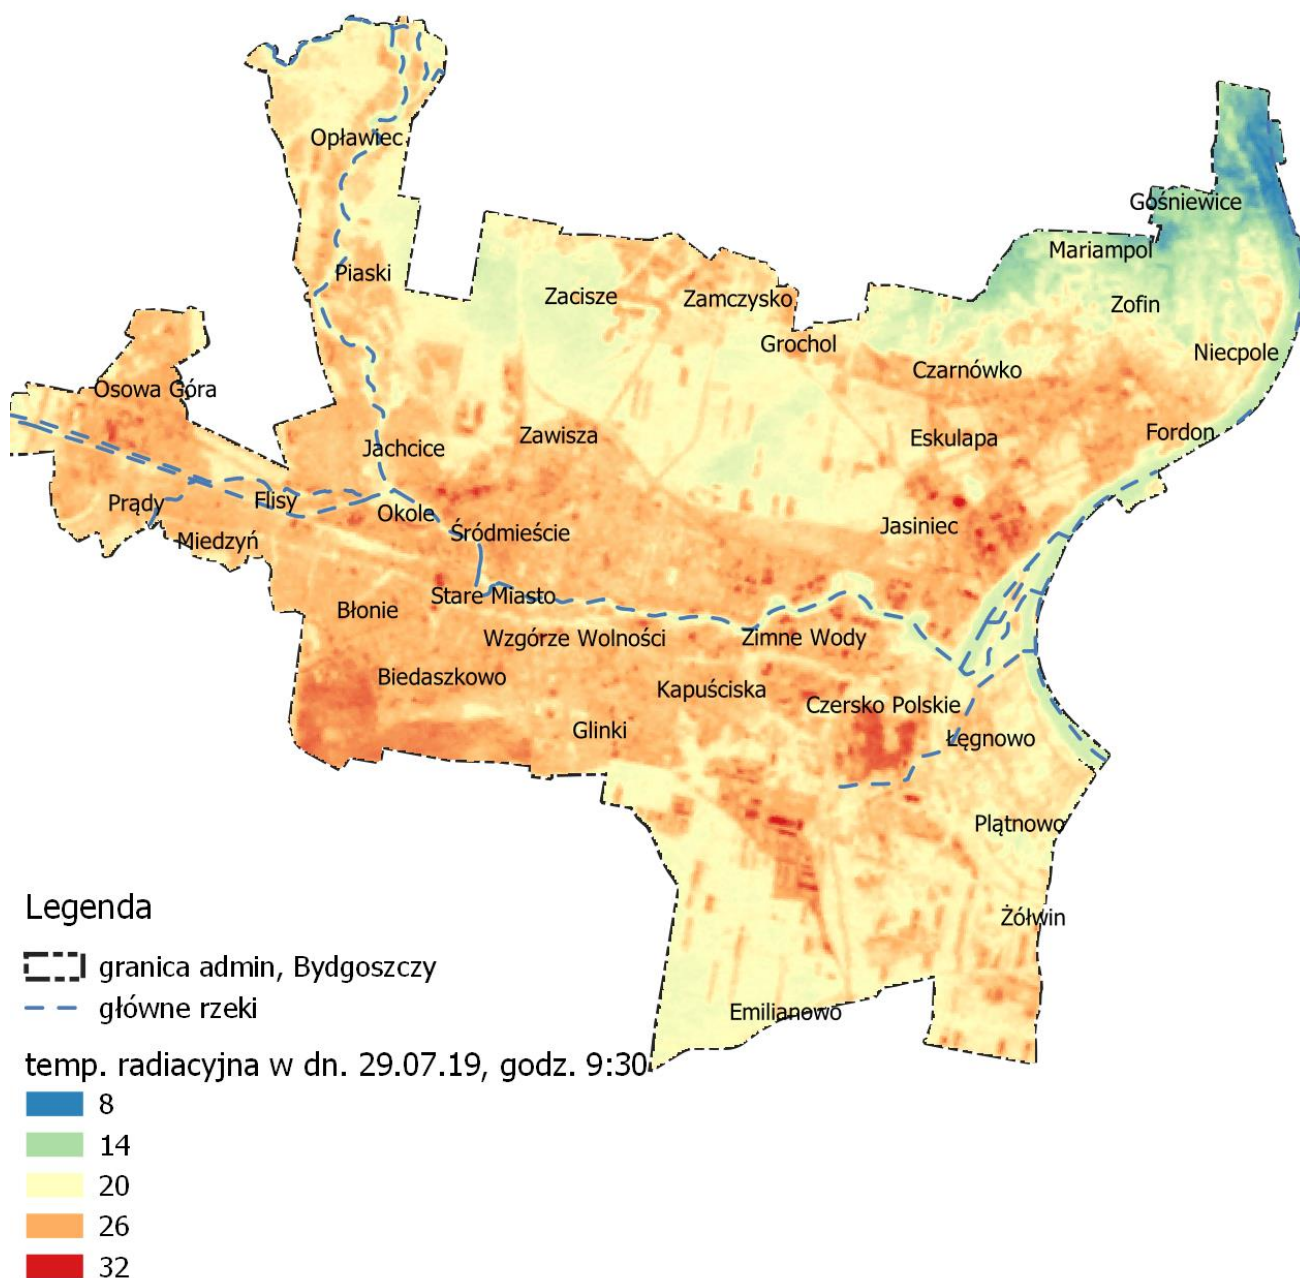 Opławiec
Gośniewice
Mariampol
Piaski
Zacisze
Zamczysko
Zofin
Grochol
Niecpole
Czarnówko
Osowa Góra
Zawisza
Eskulapa
Fordon
Jachcice
Prądy
Flisy
Okole
Jasiniec
Miedzyń
Śródmieście
Stare Miasto
Błonie
Wzgórze Wolności
Zimne Wody
Biedaszkowo
Kapuściska
Czersko Polskie
Glinki
Łęgnowo
Plątnowo
Żółwin
Emilianowo
Legenda
granica admin, Bydgoszczy
główne rzeki
temp. radiacyjna w dn. 29.07.19, godz. 9:30
8
14
20
26
32